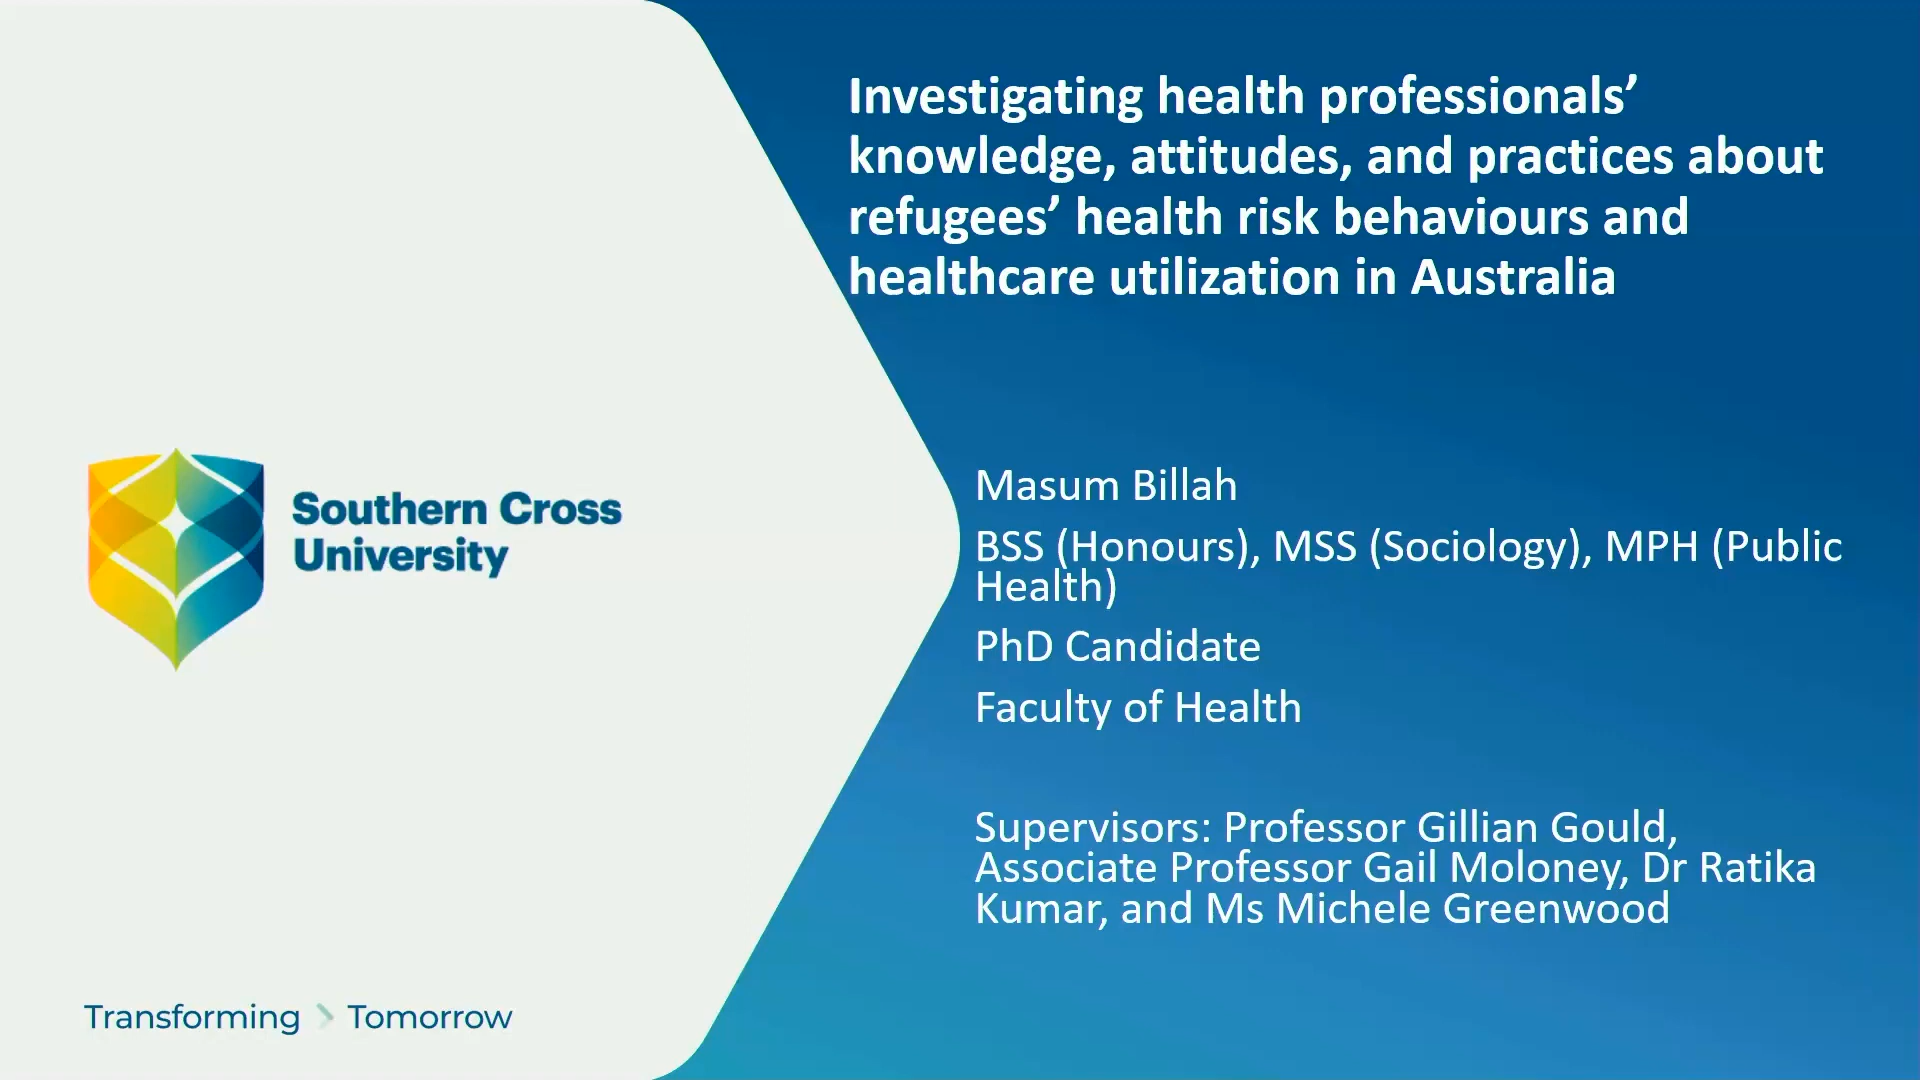 Investigating health professionals’
knowledge, attitudes, and practices about
refugees’ health risk behaviours and
healthcare utilization in Australia
Southern Cross
University
Masum Billah
BSS (Honours), MSS (Sociology), MPH (Public
Health)
PhD Candidate
Faculty of Health
Supervisors: Professor Gillian Gould,
Associate Professor Gail Moloney, Dr Ratika
Kumar, and Ms Michele Greenwood
Transforming > Tomorrow